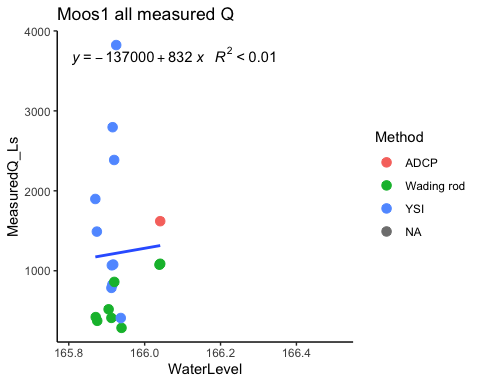 Moos1 all measured Q
y = − 137000 + 832 x   R² < 0.01
4000
3000
2000
1000
MeasuredQ_Ls
165.8 166.0 166.2 166.4
WaterLevel
Method
ADCP
Wading rod
YSI
NA